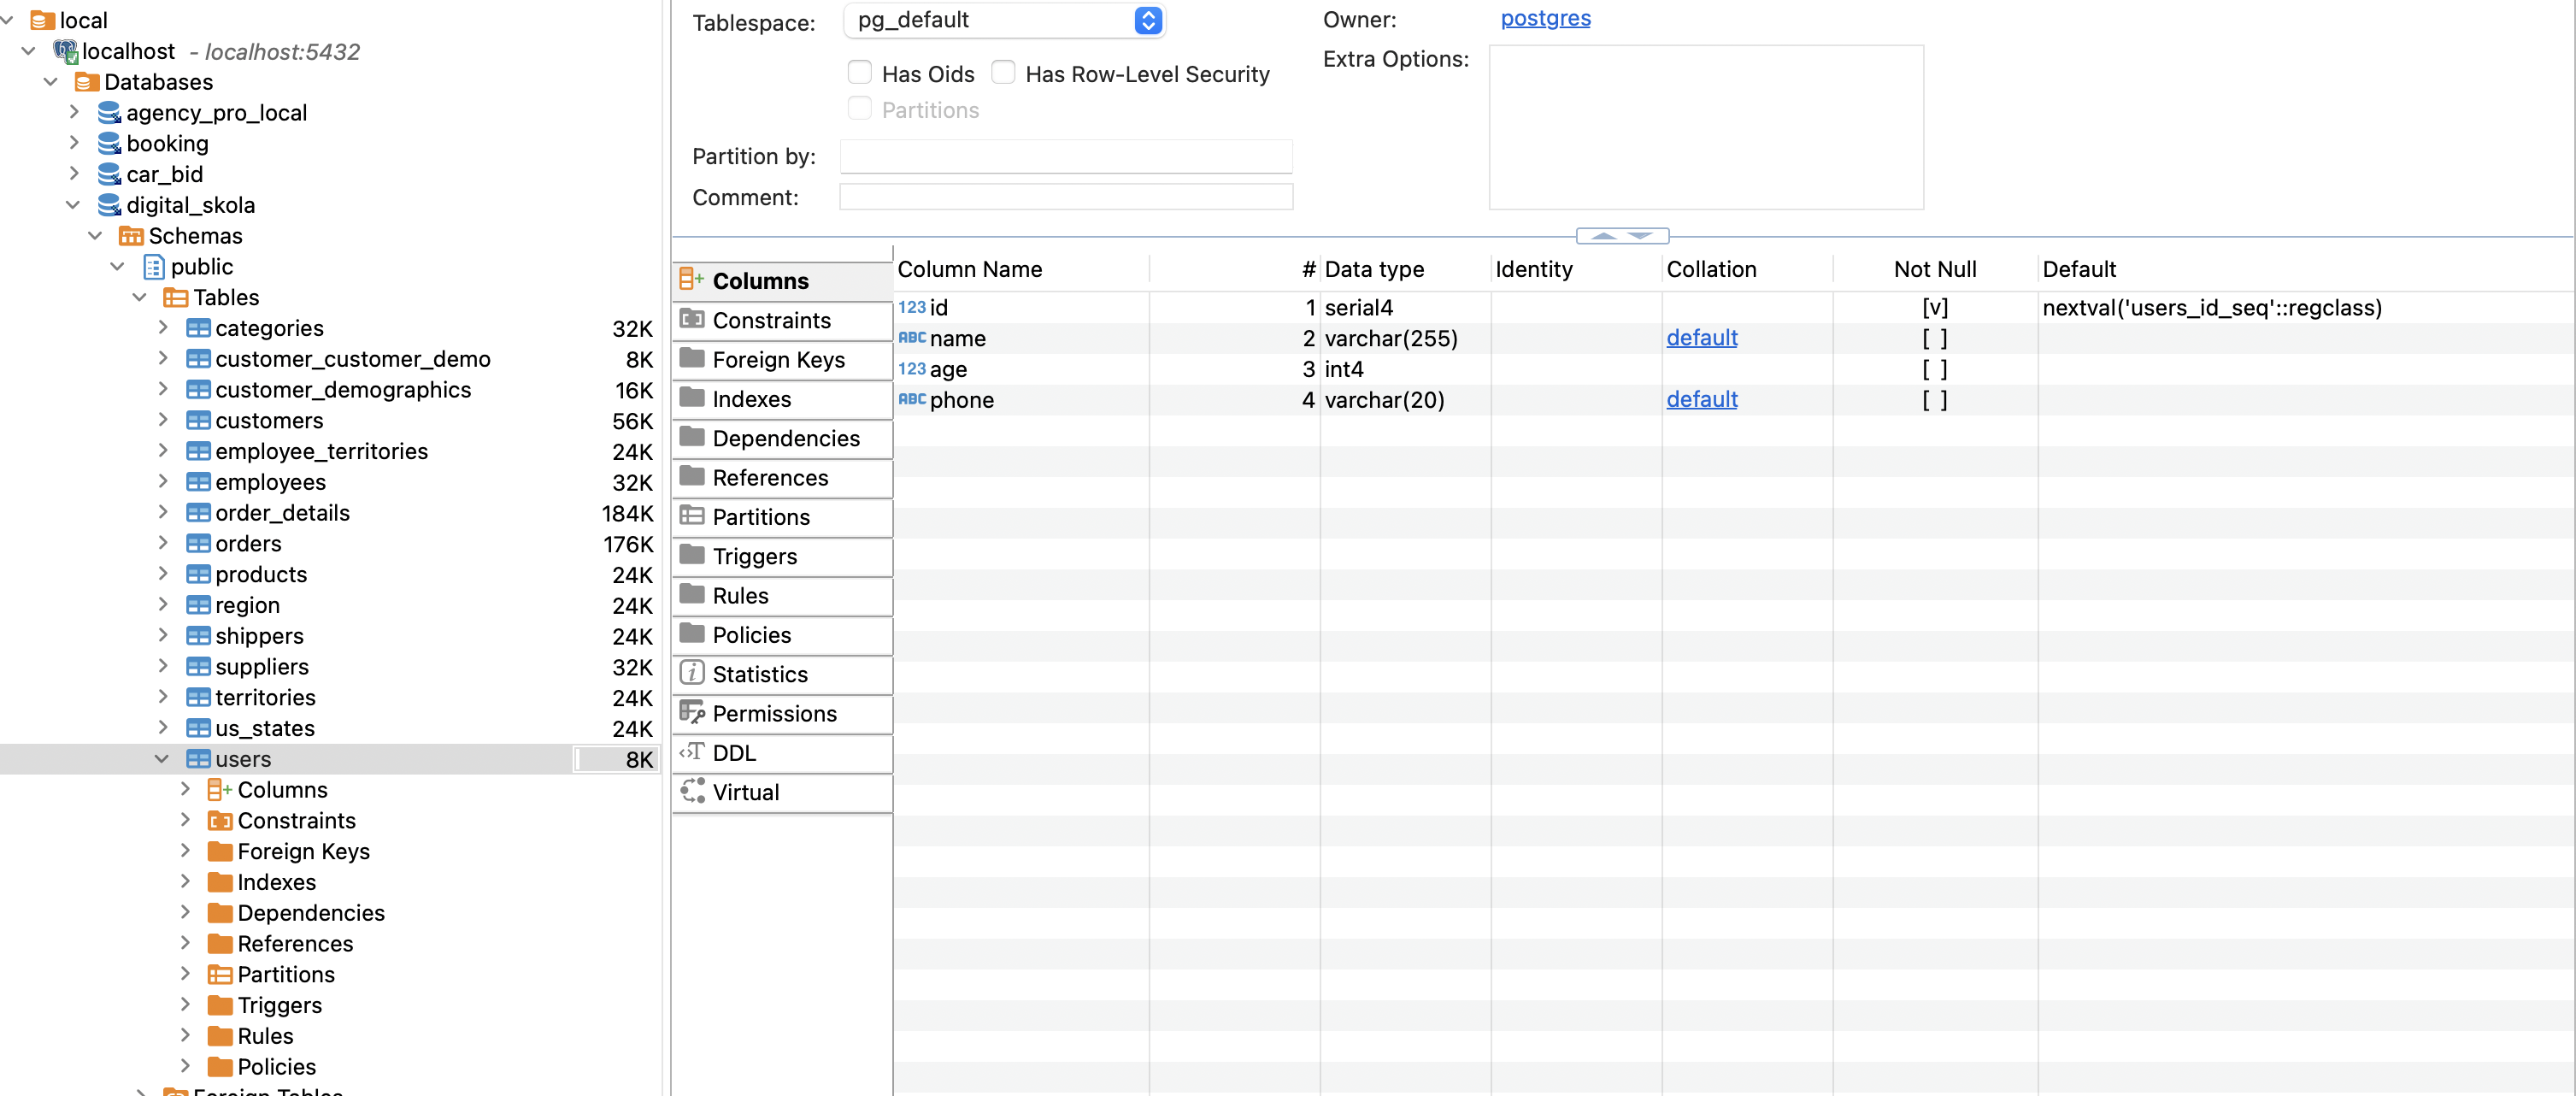 local
localhost - localhost:5432
Databases
agency_pro_local
booking
car_bid
digital_skola
Schemas
public
Tables
categories 32K
customer_customer_demo 8K
customer_demographics 16K
customers 56K
employee_territories 24K
employees 32K
order_details 184K
orders 176K
products 24K
region 24K
shippers 24K
suppliers 32K
territories 24K
us_states 24K
users 8K
Columns
Constraints
Foreign Keys
Indexes
Dependencies
References
Partitions
Triggers
Rules
Policies
Foreign Tables
Tablespace: pg_default
Has Oids Has Row-Level Security
Partitions
Partition by:
Comment:
Owner: postgres
Extra Options:
Columns
Constraints
Foreign Keys
Indexes
Dependencies
References
Partitions
Triggers
Rules
Policies
Statistics
Permissions
DDL
Virtual
Column Name # Data type Identity Collation Not Null Default
123 id 1 serial4 [v] nextval('users_id_seq'::regclass)
ABC name 2 varchar(255) default [ ]
123 age 3 int4 [ ]
ABC phone 4 varchar(20) default [ ]